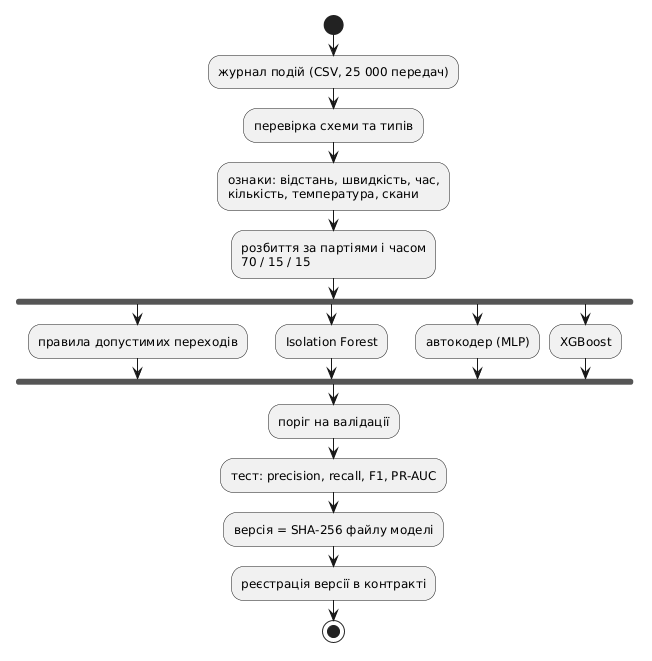 журнал подій (CSV, 25 000 передач)
перевірка схеми та типів
ознаки: відстань, швидкість, час,
кількість, температура, скани
розбиття за партіями і часом
70 / 15 / 15
правила допустимих переходів
Isolation Forest
автокодер (MLP)
XGBoost
поріг на валідації
тест: precision, recall, F1, PR-AUC
версія = SHA-256 файлу моделі
реєстрація версії в контракті